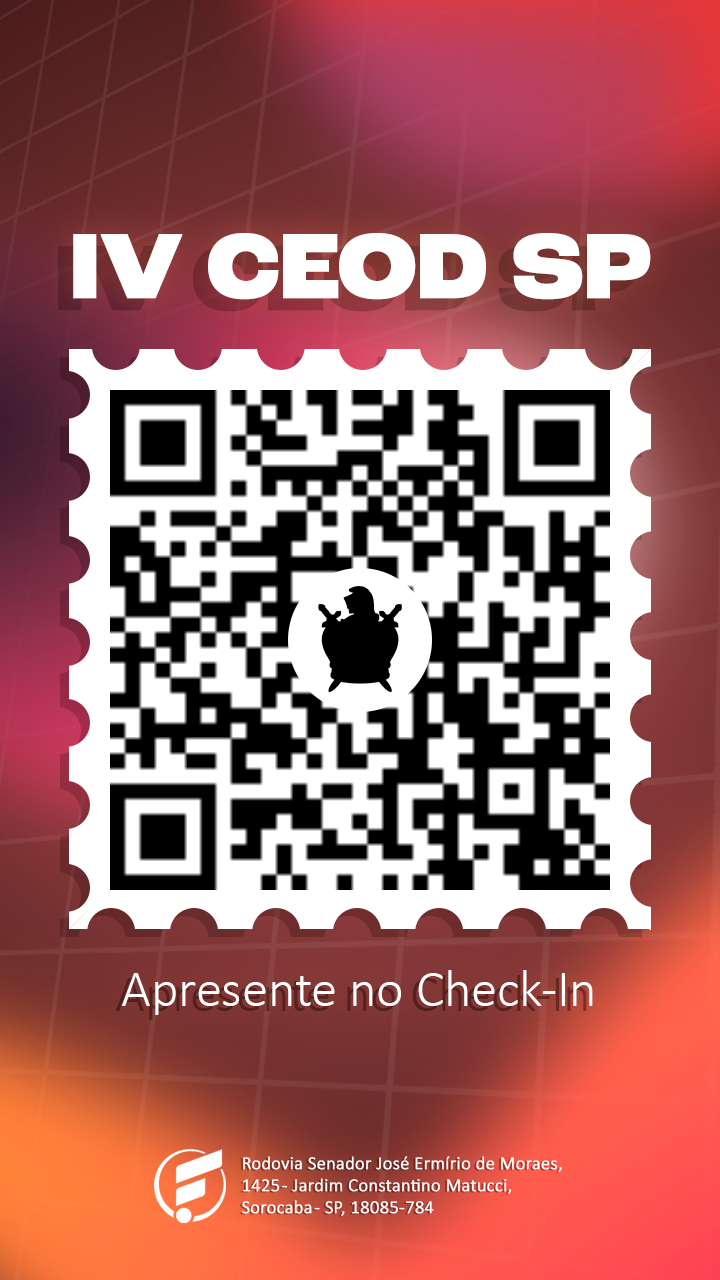 IV CEOD SP
Apresente no Check-In
Rodovia Senador José Ermírio de Moraes,
1425- Jardim Constantino Matucci,
Sorocaba- SP, 18085-784